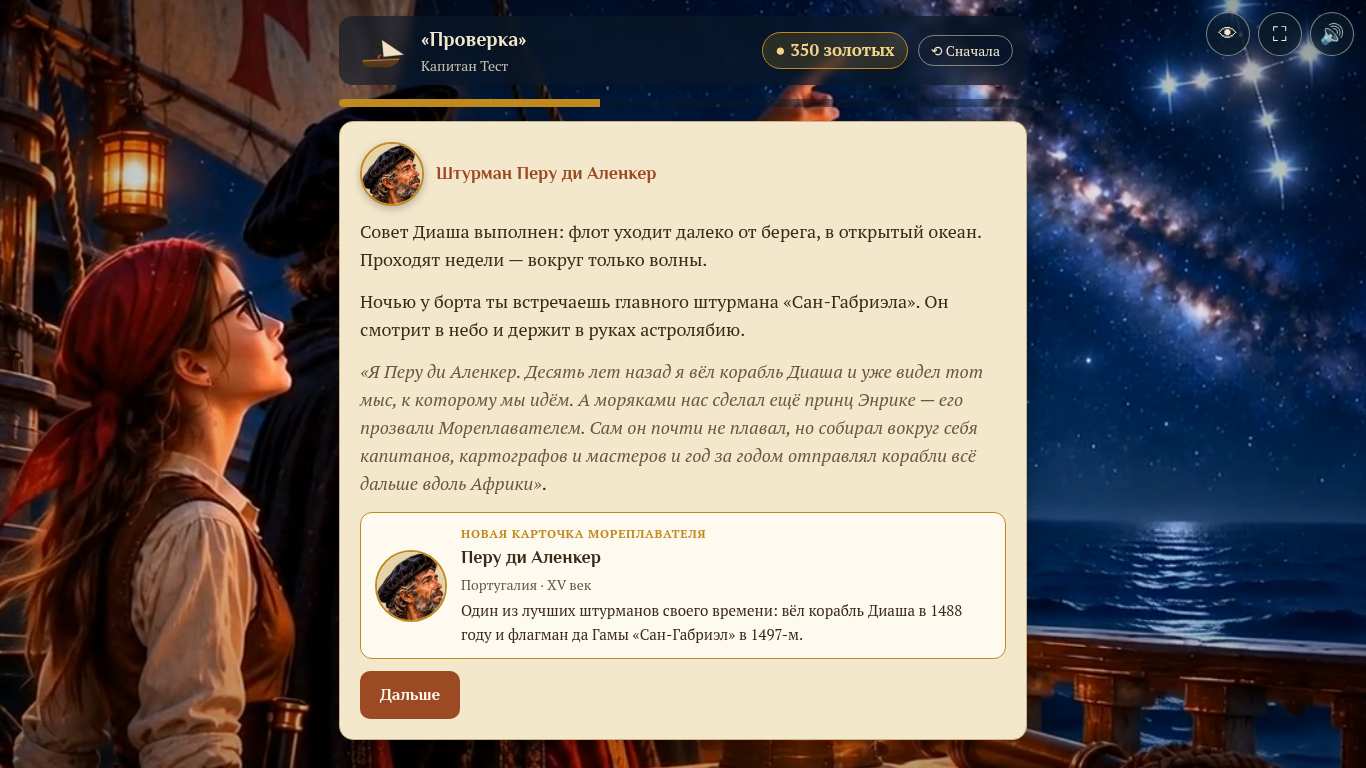 «Проверка»
Капитан Тест
● 350 золотых
⟲ Сначала
Штурман Перу ди Аленкер
Совет Диаша выполнен: флот уходит далеко от берега, в открытый океан.
Проходят недели — вокруг только волны.
Ночью у борта ты встречаешь главного штурмана «Сан-Габриэла». Он
смотрит в небо и держит в руках астролябию.
«Я Перу ди Аленкер. Десять лет назад я вёл корабль Диаша и уже видел тот
мыс, к которому мы идём. А моряками нас сделал ещё принц Энрике — его
прозвали Мореплавателем. Сам он почти не плавал, но собирал вокруг себя
капитанов, картографов и мастеров и год за годом отправлял корабли всё
дальше вдоль Африки».
НОВАЯ КАРТОЧКА МОРЕПЛАВАТЕЛЯ
Перу ди Аленкер
Португалия · XV век
Один из лучших штурманов своего времени: вёл корабль Диаша в 1488
году и флагман да Гамы «Сан-Габриэл» в 1497-м.
Дальше